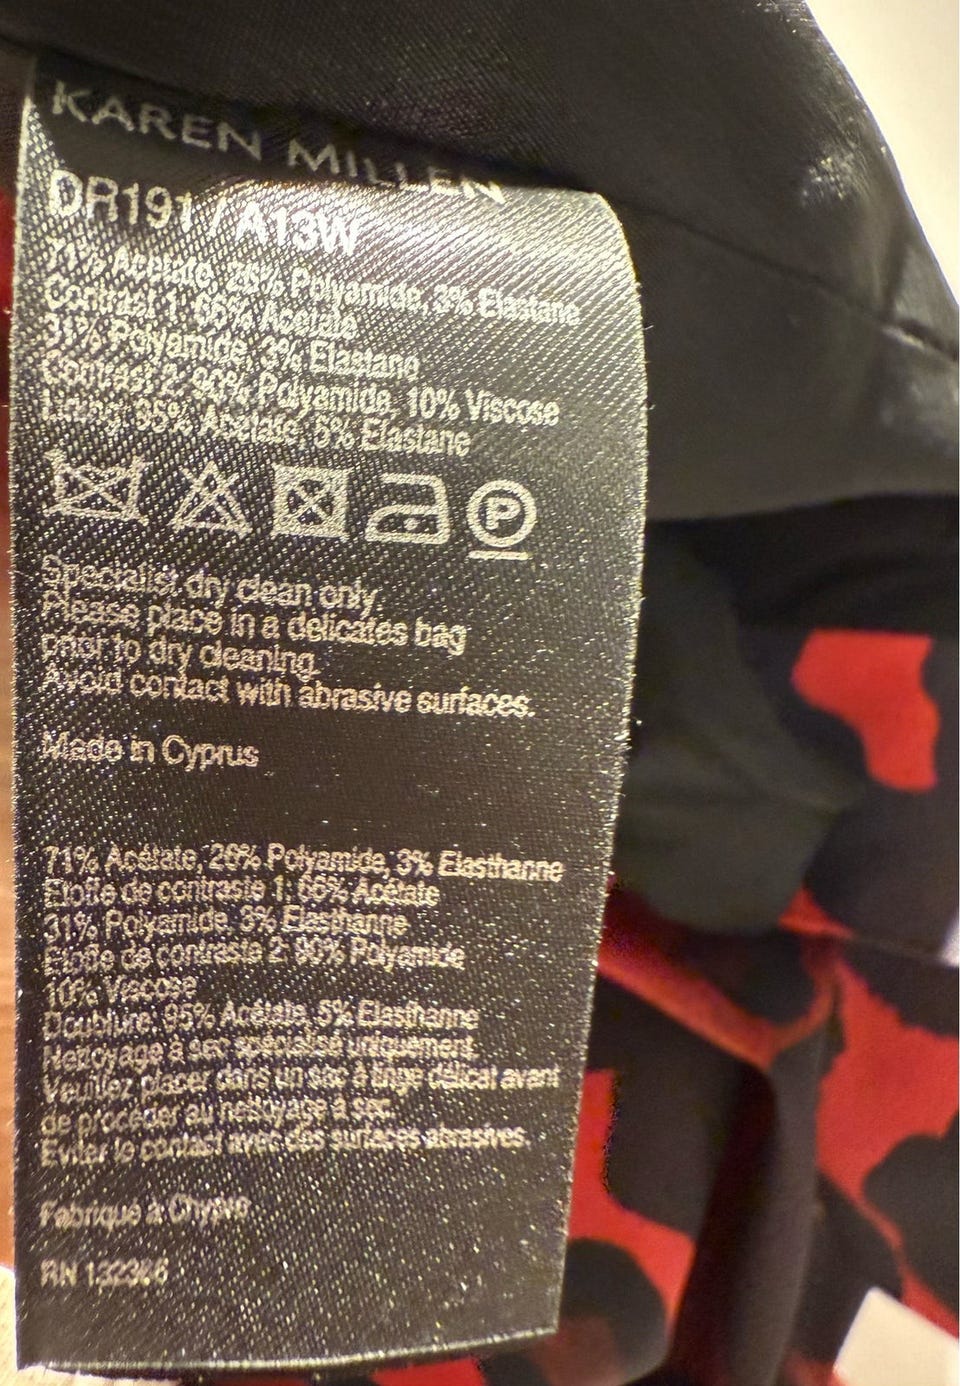 KAREN MILLEN
DR191 / A13W
71% Acetate, 26% Polyamide, 3% Elastane
Contrast 1: 66% Acetate
31% Polyamide, 3% Elastane
Contrast 2: 90% Polyamide, 10% Viscose
Lining: 95% Acetate, 5% Elastane
P
Specialist dry clean only.
Please place in a delicates bag
prior to dry cleaning.
Avoid contact with abrasive surfaces.
Made in Cyprus
71% Acétate, 26% Polyamide, 3% Elasthanne
Etoffe de contraste 1: 66% Acétate
31% Polyamide, 3% Elasthanne
Etoffe de contraste 2: 90% Polyamide
10% Viscose
Doublure: 95% Acétate, 5% Elasthanne
Nettoyage à sec spécialisé uniquement.
Veuillez placer dans un sac à linge délicat avant
de procéder au nettoyage à sec.
Eviter le contact avec des surfaces abrasives.
Fabriqué à Chypre
RN 132366